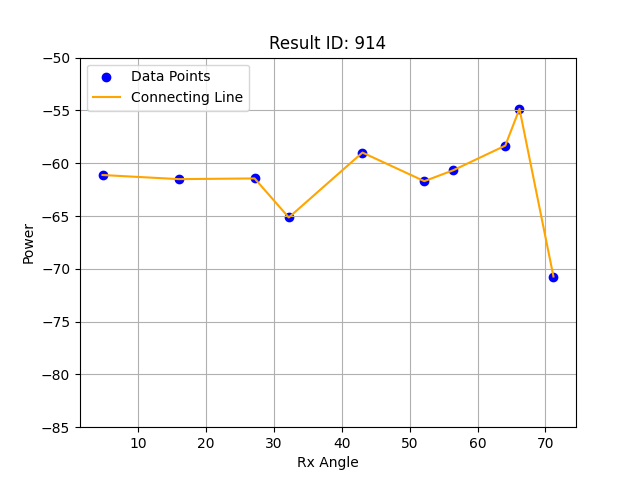 Result ID: 914
Data Points
Connecting Line
Power
−50
−55
−60
−65
−70
−75
−80
−85
10 20 30 40 50 60 70
Rx Angle